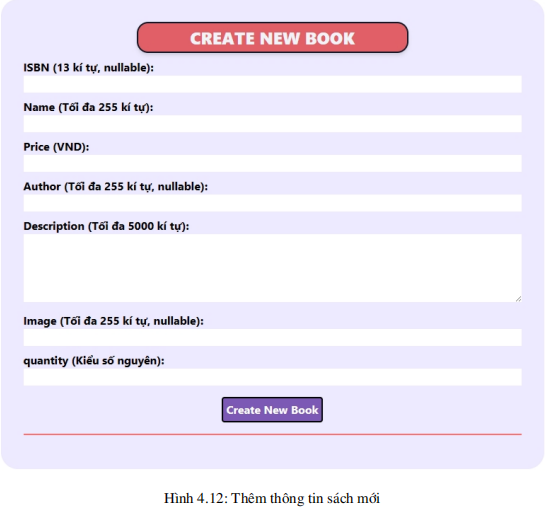 CREATE NEW BOOK
ISBN (13 kí tự, nullable):
Name (Tối đa 255 kí tự):
Price (VND):
Author (Tối đa 255 kí tự, nullable):
Description (Tối đa 5000 kí tự):
Image (Tối đa 255 kí tự, nullable):
quantity (Kiểu số nguyên):
Create New Book
Hình 4.12: Thêm thông tin sách mới